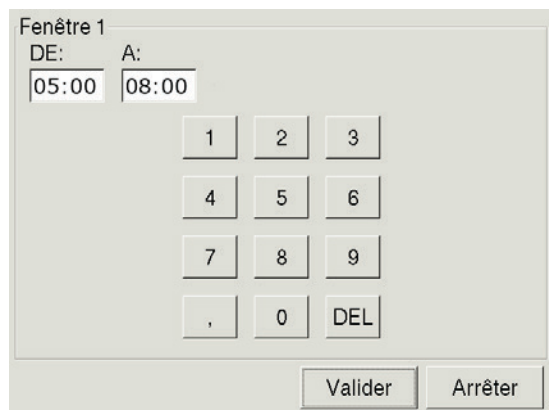 Fenêtre 1
DE: A:
05:00 08:00
1 2 3
4 5 6
7 8 9
, 0 DEL
Valider Arrêter